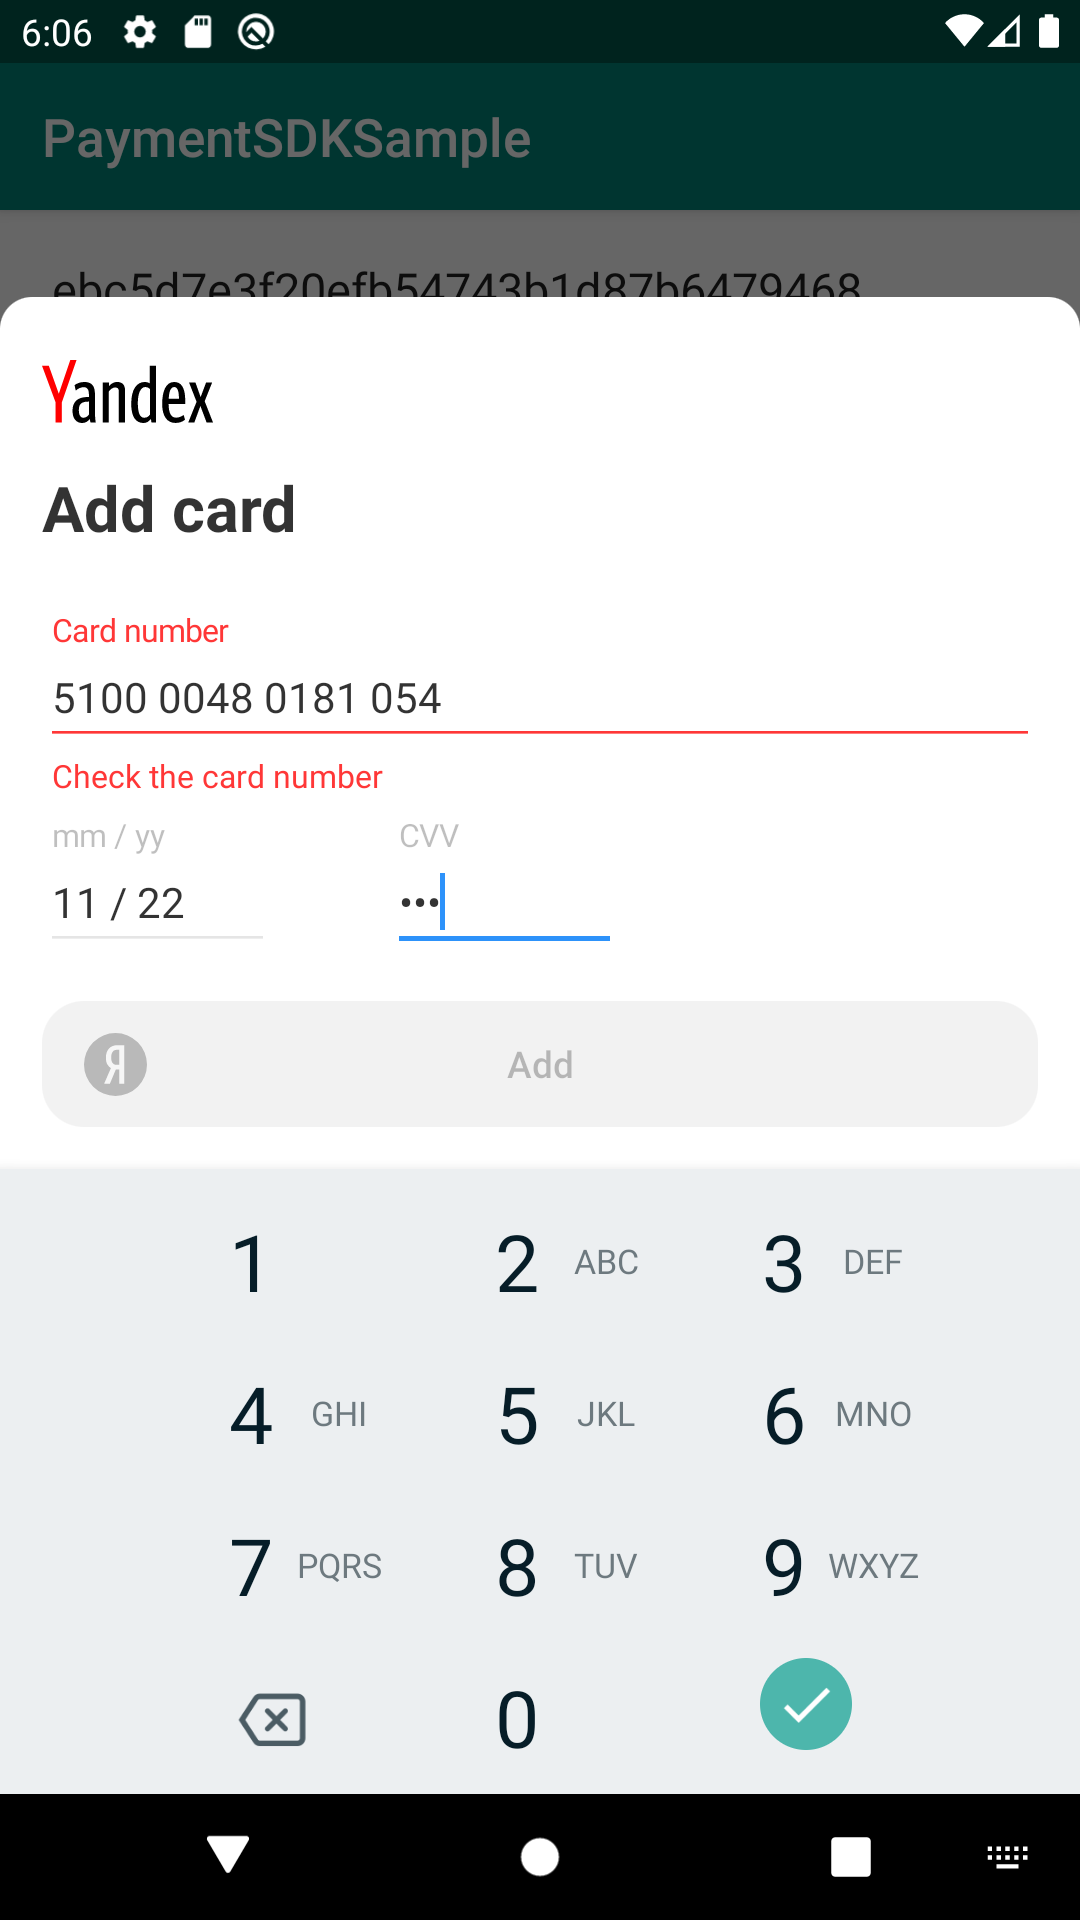 6:06
PaymentSDKSample
ebc5d7e3f20efb54743b1d87b6479468
Yandex
Add card
Card number
5100 0048 0181 054
Check the card number
mm / yy CVV
11 / 22 •••
Я Add
1 2 ABC 3 DEF
4 GHI 5 JKL 6 MNO
7 PQRS 8 TUV 9 WXYZ
0